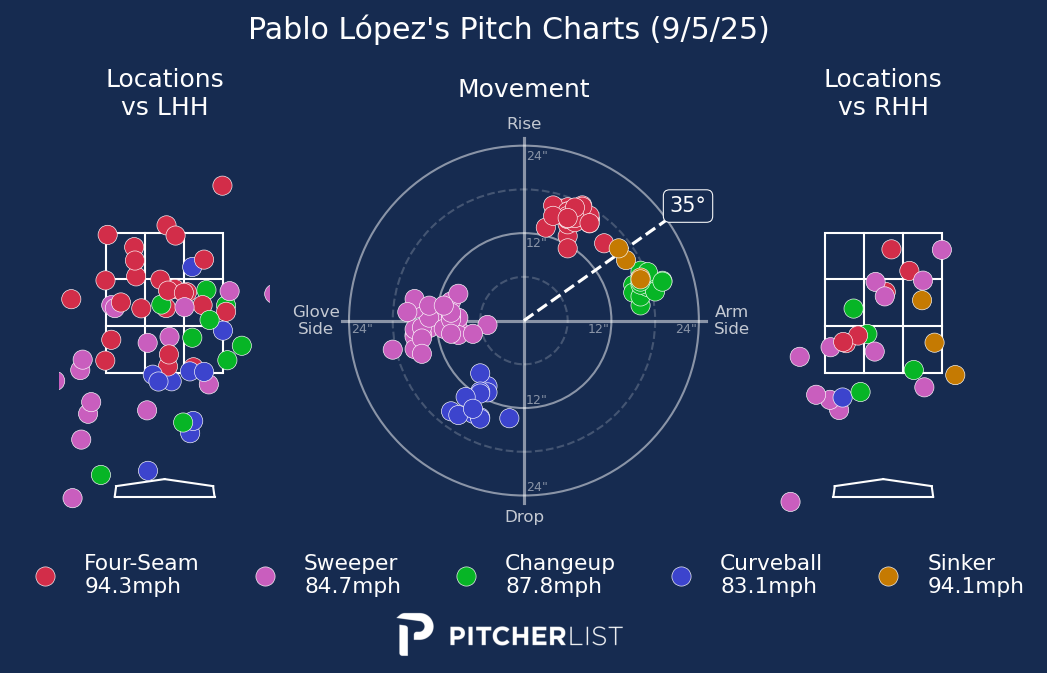 Pablo López's Pitch Charts (9/5/25)
Locations
vs LHH
Movement
Locations
vs RHH
Rise
24"
35°
12"
Glove
Side
24"
12"
24"
Arm
Side
12"
24"
Drop
Four-Seam
94.3mph
Sweeper
84.7mph
Changeup
87.8mph
Curveball
83.1mph
Sinker
94.1mph
PITCHERLIST